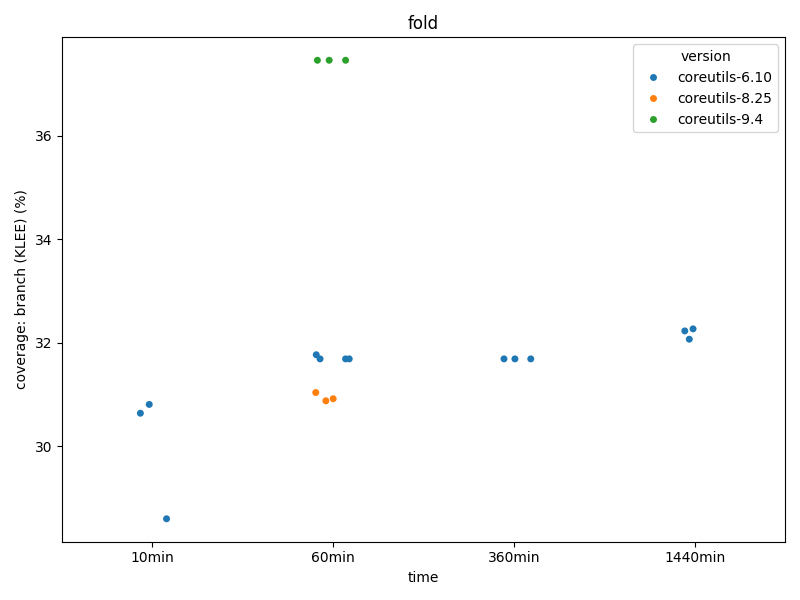 fold
version
coreutils-6.10
coreutils-8.25
coreutils-9.4
coverage: branch (KLEE) (%)
36
34
32
30
10min 60min 360min 1440min
time